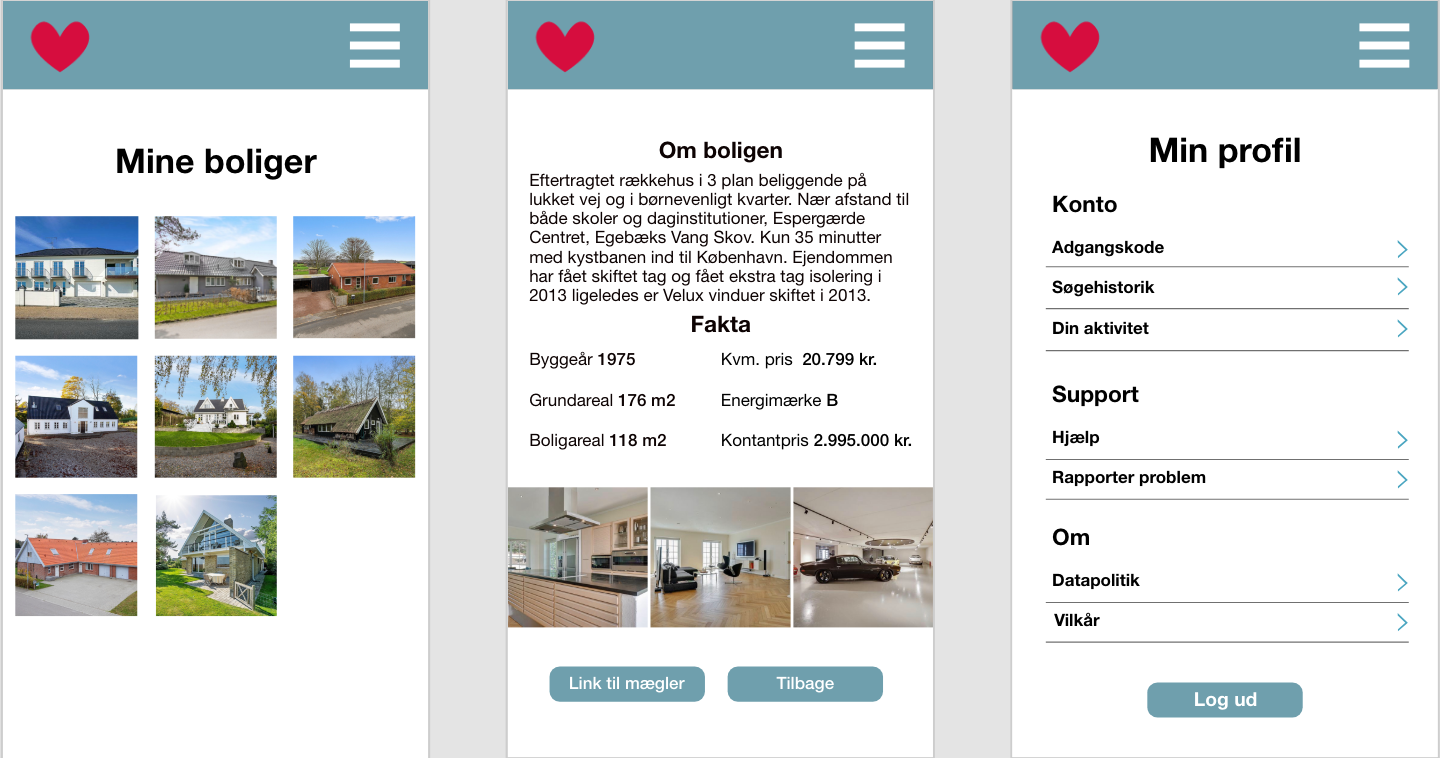 Mine boliger
Om boligen
Eftertragtet rækkehus i 3 plan beliggende på
lukket vej og i børnevenligt kvarter. Nær afstand til
både skoler og daginstitutioner, Espergærde
Centret, Egebæks Vang Skov. Kun 35 minutter
med kystbanen ind til København. Ejendommen
har fået skiftet tag og fået ekstra tag isolering i
2013 ligeledes er Velux vinduer skiftet i 2013.
Fakta
Byggeår 1975 Kvm. pris 20.799 kr.
Grundareal 176 m2 Energimærke B
Boligareal 118 m2 Kontantpris 2.995.000 kr.
Link til mægler Tilbage
Min profil
Konto
Adgangskode
Søgehistorik
Din aktivitet
Support
Hjælp
Rapporter problem
Om
Datapolitik
Vilkår
Log ud